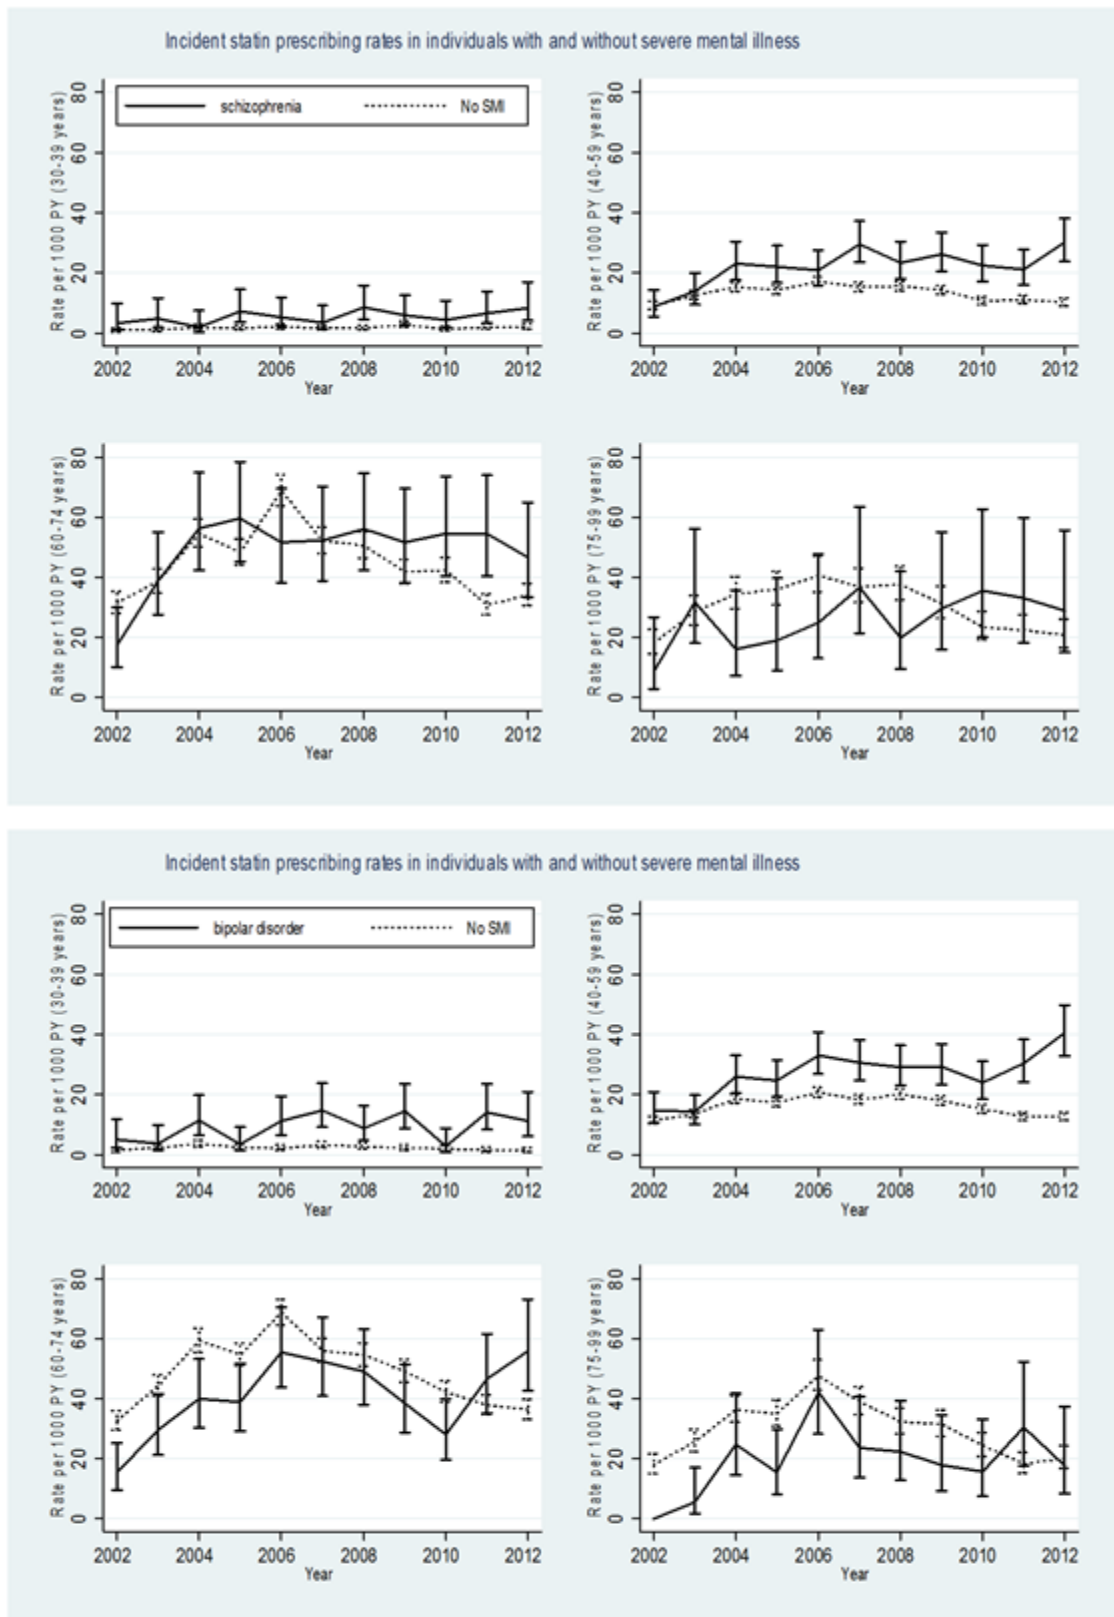 Incident statin prescribing rates in individuals with and without severe mental illness
schizophrenia No SMI
Rate per 1000 PY (30-39 years)
0 20 40 60 80
2002 2004 2006 2008 2010 2012
Year
Rate per 1000 PY (40-59 years)
0 20 40 60 80
2002 2004 2006 2008 2010 2012
Year
Rate per 1000 PY (60-74 years)
0 20 40 60 80
2002 2004 2006 2008 2010 2012
Year
Rate per 1000 PY (75-99 years)
0 20 40 60 80
2002 2004 2006 2008 2010 2012
Year
Incident statin prescribing rates in individuals with and without severe mental illness
bipolar disorder No SMI
Rate per 1000 PY (30-39 years)
0 20 40 60 80
2002 2004 2006 2008 2010 2012
Year
Rate per 1000 PY (40-59 years)
0 20 40 60 80
2002 2004 2006 2008 2010 2012
Year
Rate per 1000 PY (60-74 years)
0 20 40 60 80
2002 2004 2006 2008 2010 2012
Year
Rate per 1000 PY (75-99 years)
0 20 40 60 80
2002 2004 2006 2008 2010 2012
Year